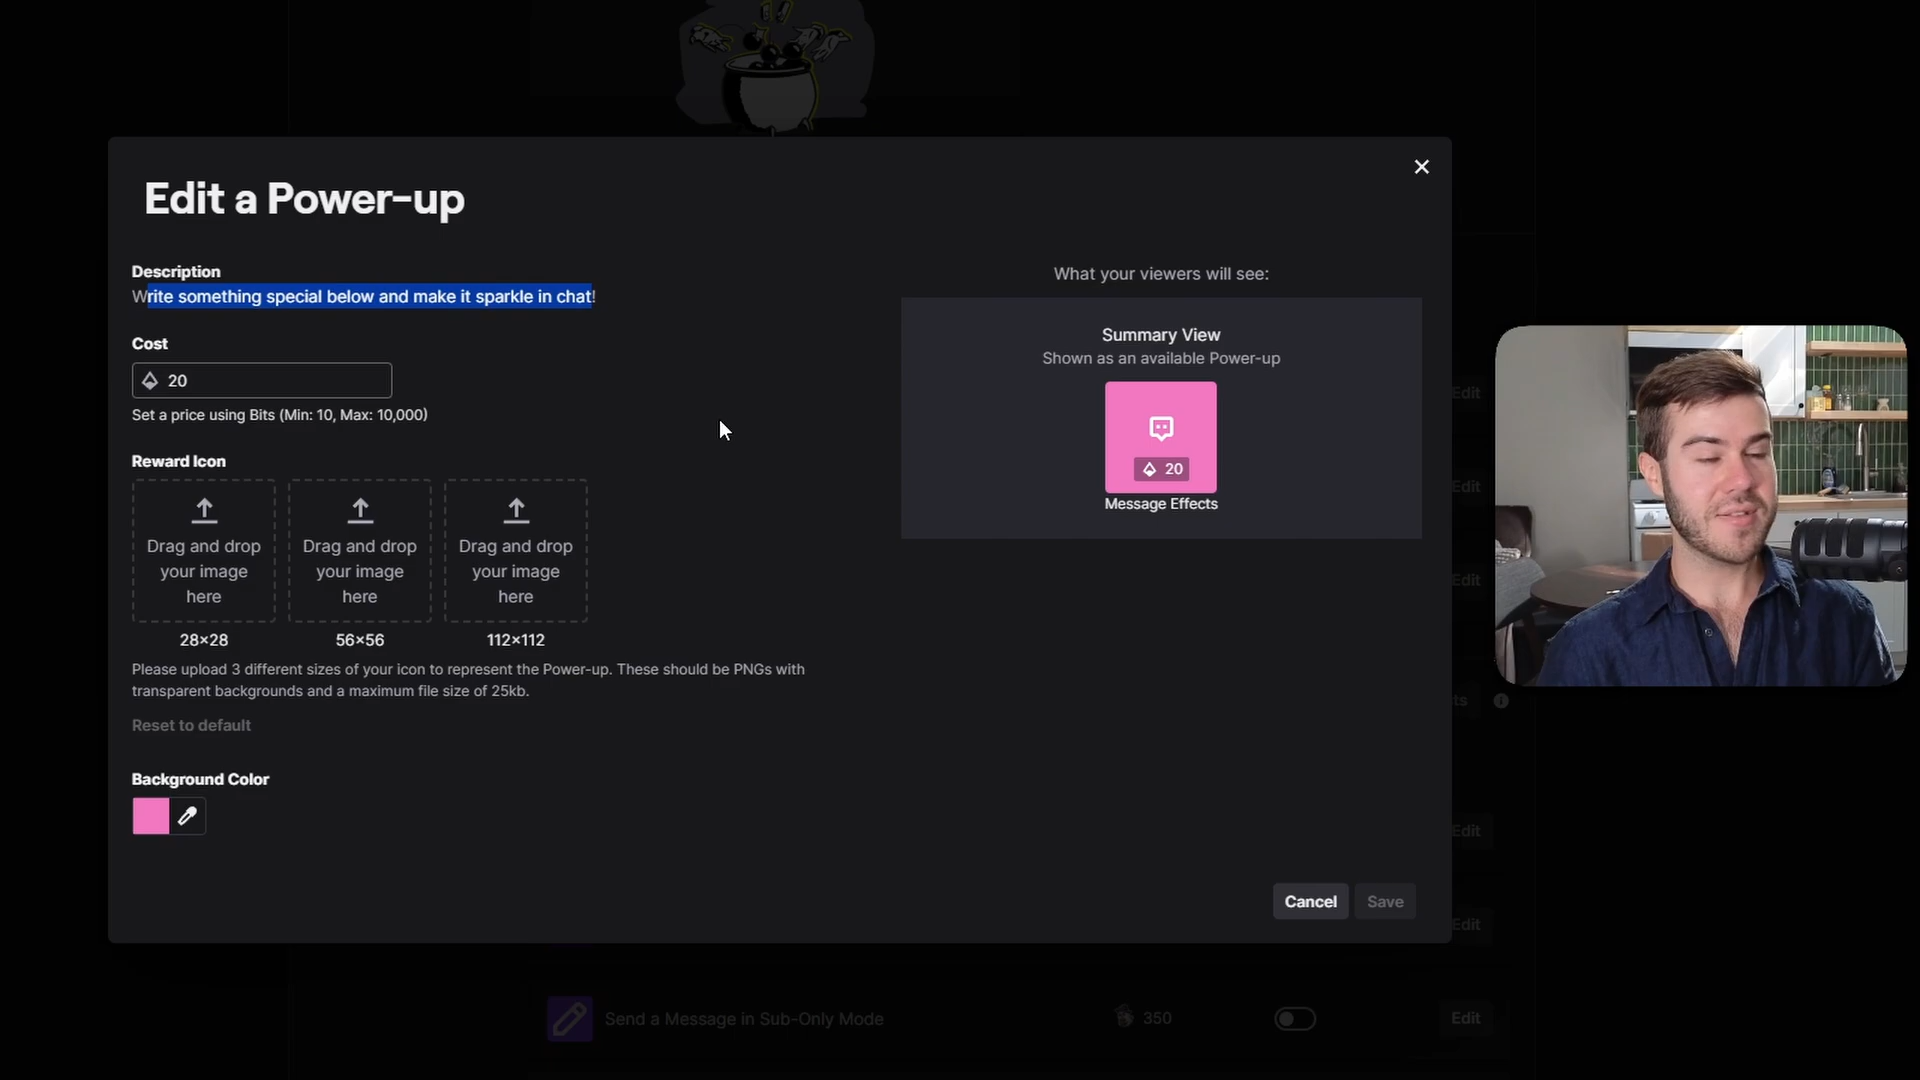 Edit a Power-up
Description
Write something special below and make it sparkle in chat!
Cost
20
Set a price using Bits (Min: 10, Max: 10,000)
Reward Icon
Drag and drop
your image
here
28×28
Drag and drop
your image
here
56×56
Drag and drop
your image
here
112×112
Please upload 3 different sizes of your icon to represent the Power-up. These should be PNGs with
transparent backgrounds and a maximum file size of 25kb.
Reset to default
Background Color
What your viewers will see:
Summary View
Shown as an available Power-up
20
Message Effects
Cancel
Save
Edit
Edit
Edit
Edit
Edit
Send a Message in Sub-Only Mode
350
Edit